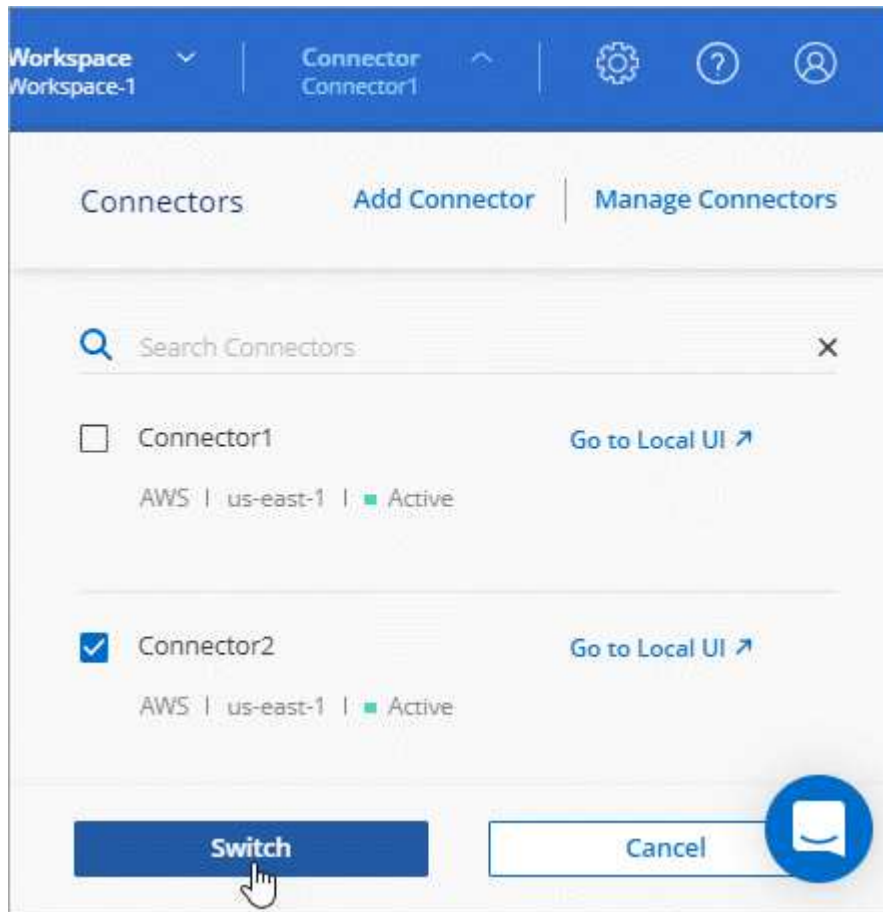 Workspace
Workspace-1
Connector
Connector1
Connectors
Add Connector
Manage Connectors
Search Connectors
Connector1
Go to Local UI
AWS | us-east-1 | Active
Connector2
Go to Local UI
AWS | us-east-1 | Active
Switch
Cancel